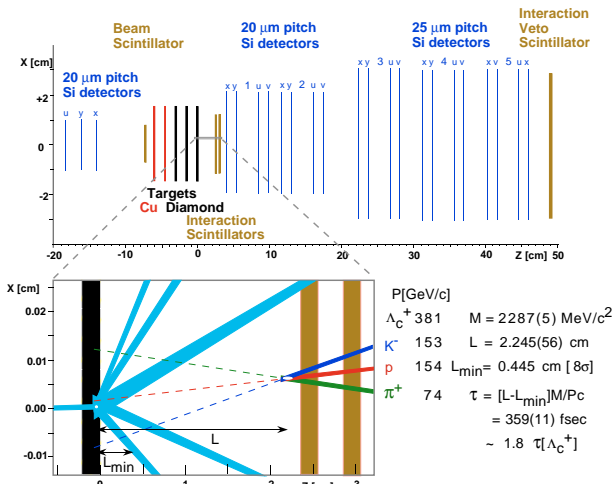 Beam
Scintillator
20 μm pitch
Si detectors
25 μm pitch
Si detectors
Interaction
Veto
Scintillator
X [cm]
20 μm pitch
Si detectors
u y x
x y 1 u v x y 2 u v
x y 3 u v x y 4 u v x v 5 u x
+2
0
-2
Targets
Cu Diamond
Interaction
Scintillators
-20 -10 0 10 20 30 40 50
Z [cm]
X [cm]
0.02
0.01
0.00
-0.01
L
L_min
0 1 2 3
P[GeV/c]
Λc+ 381 M = 2287(5) MeV/c²
K- 153 L = 2.245(56) cm
p 154 Lmin= 0.445 cm [8σ]
π+ 74 τ = [L-Lmin]M/Pc
= 359(11) fsec
~ 1.8 τ[Λc+]